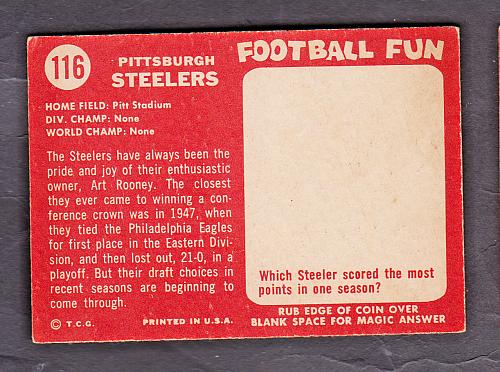 116
PITTSBURGH
STEELERS
HOME FIELD: Pitt Stadium
DIV. CHAMP: None
WORLD CHAMP: None
The Steelers have always been the
pride and joy of their enthusiastic
owner, Art Rooney. The closest
they ever came to winning a con-
ference crown was in 1947, when
they tied the Philadelphia Eagles
for first place in the Eastern Divi-
sion, and then lost out, 21-0, in a
playoff. But their draft choices in
recent seasons are beginning to
come through.
© T.C.G.
PRINTED IN U.S.A.
FOOTBALL FUN
Which Steeler scored the most
points in one season?
RUB EDGE OF COIN OVER
BLANK SPACE FOR MAGIC ANSWER